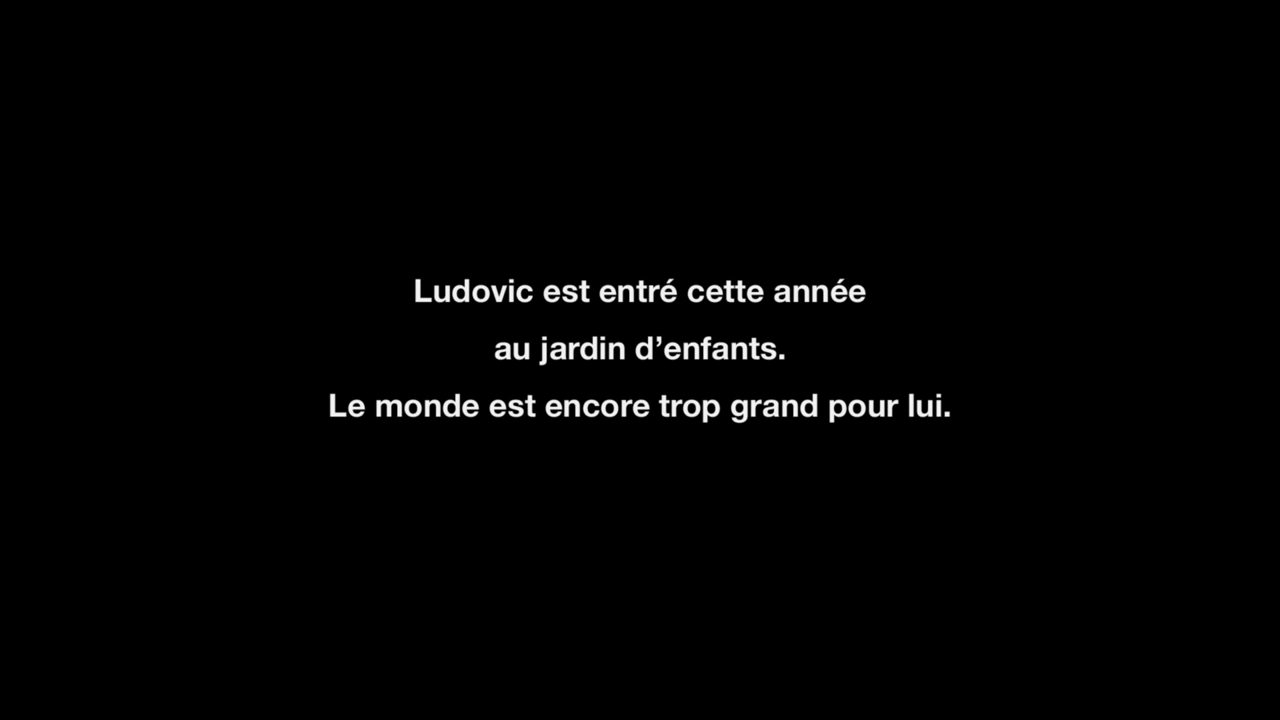 Ludovic est entré cette année
au jardin d’enfants.
Le monde est encore trop grand pour lui.